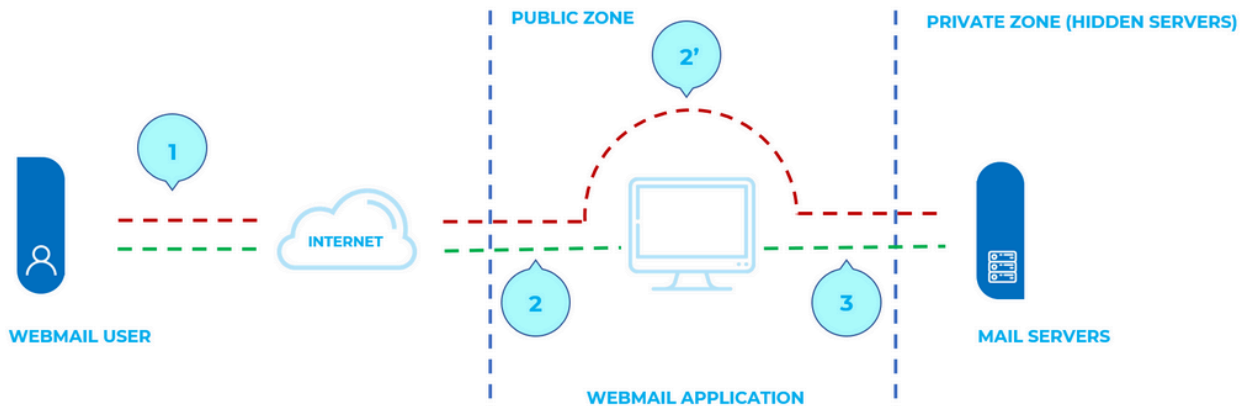 PUBLIC ZONE
PRIVATE ZONE (HIDDEN SERVERS)
2’
1
INTERNET
2
3
WEBMAIL USER
MAIL SERVERS
WEBMAIL APPLICATION